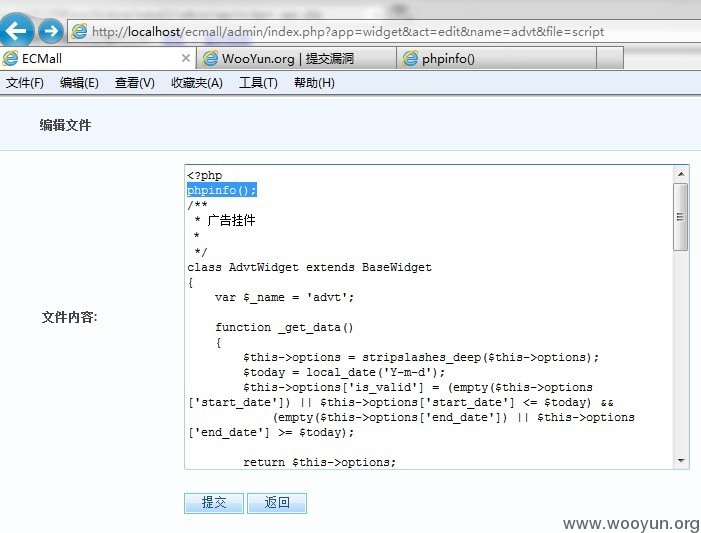 http://localhost/ecmall/admin/index.php?app=widget&act=edit&name=advt&file=script
ECMall
WooYun.org | 提交漏洞
phpinfo()
文件(F) 编辑(E) 查看(V) 收藏夹(A) 工具(T) 帮助(H)
编辑文件
文件内容:
<?php
phpinfo();
/**
 * 广告挂件
 *
 */
class AdvtWidget extends BaseWidget
{
    var $_name = 'advt';
    function _get_data()
    {
        $this->options = stripslashes_deep($this->options);
        $today = local_date('Y-m-d');
        $this->options['is_valid'] = (empty($this->options
['start_date']) || $this->options['start_date'] <= $today) &&
            (empty($this->options['end_date']) || $this->options
['end_date'] >= $today);
        return $this->options;
提交 返回
www.wooyun.org